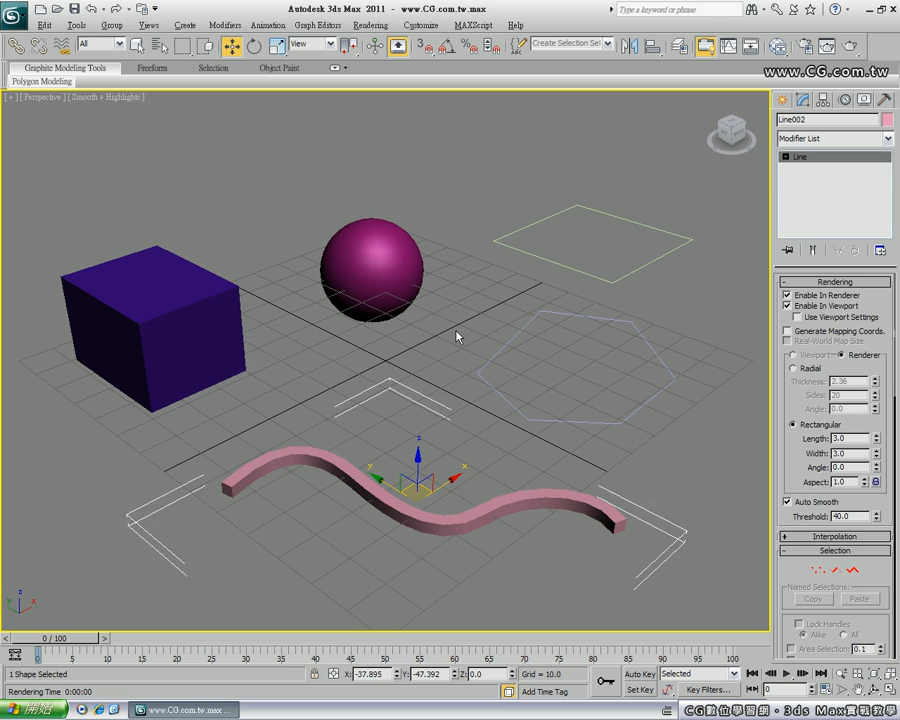 Autodesk 3ds Max 2011 - www.CG.com.tw.max
Type a keyword or phrase
Edit Tools Group Views Create Modifiers Animation Graph Editors Rendering Customize MAXScript Help
All View 3 Create Selection Set
Graphite Modeling Tools Freeform Selection Object Paint
www.CG.com.tw
Polygon Modeling
[ + ] [ Perspective ] [ Smooth + Highlights ]
Line002
Modifier List
Line
Rendering
Enable In Renderer
Enable In Viewport
Use Viewport Settings
Generate Mapping Coords.
Real-World Map Size
Viewport Renderer
Radial
Thickness: 2.36
Sides: 20
Angle: 0.0
Rectangular
Length: 3.0
Width: 3.0
Angle: 0.0
Aspect: 1.0
Auto Smooth
Threshold: 40.0
Interpolation
Selection
Named Selections:
Copy Paste
Lock Handles
Alike All
Area Selection: 0.1
z
y
x
z
y
x
0 / 100
0 5 10 15 20 25 30 35 40 45 50 55 60 65 70 75 80 85 90 95 100
1 Shape Selected X: -37.895 Y: -47.392 Z: 0.0 Grid = 10.0 Auto Key Selected
Rendering Time 0:00:00 Add Time Tag Set Key Key Filters... 0
開始 www.CG.com.tw.max ... CG數位學習網 - 3ds Max實戰教學